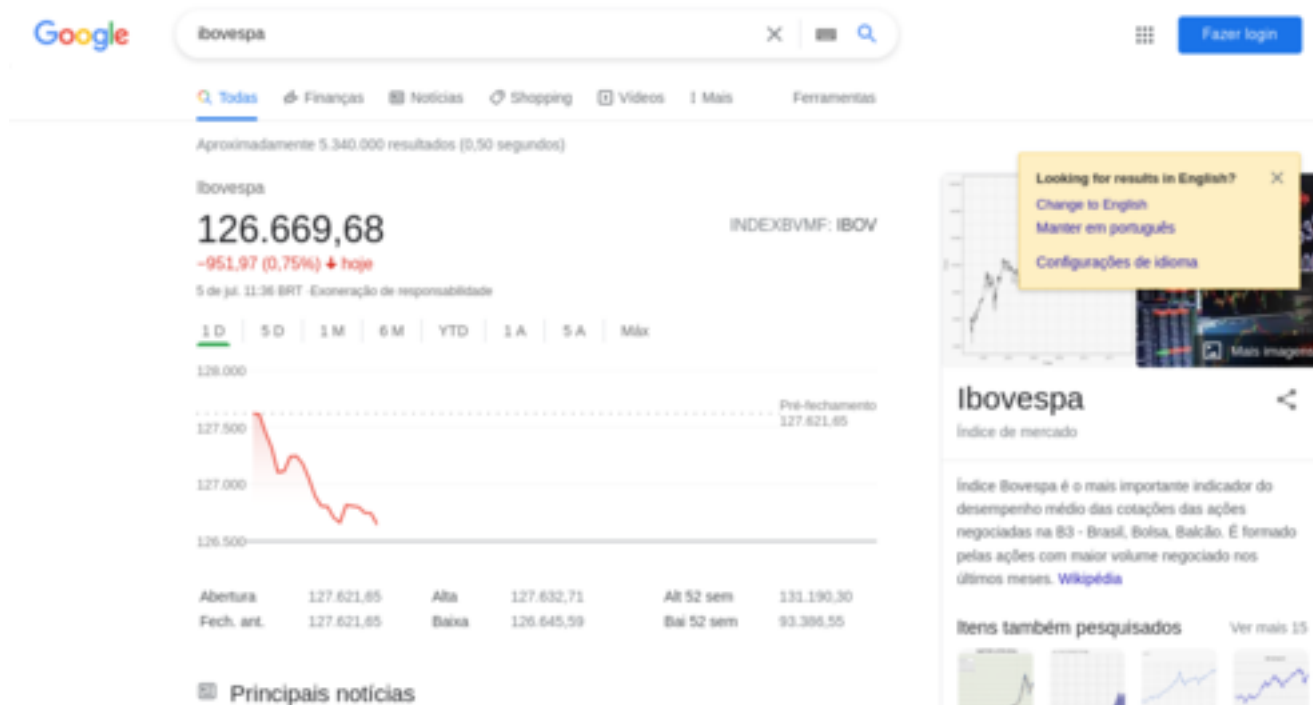 Google
ibovespa
Fazer login
Todas Finanças Notícias Shopping Vídeos Mais Ferramentas
Aproximadamente 5.340.000 resultados (0,50 segundos)
Ibovespa
126.669,68
INDEXBVMF: IBOV
−951,97 (0,75%) hoje
5 de jul. 11:36 BRT ·Exoneração de responsabilidade
1 D 5 D 1 M 6 M YTD 1 A 5 A Máx
128.000
127.500
127.000
126.500
Pré-fechamento
127.621,65
Abertura 127.621,65 Alta 127.632,71 Alt 52 sem 131.190,30
Fech. ant. 127.621,65 Baixa 126.645,59 Bai 52 sem 93.386,55
Principais notícias
Looking for results in English?
Change to English
Manter em português
Configurações de idioma
Mais imagens
Ibovespa
Índice de mercado
Índice Bovespa é o mais importante indicador do
desempenho médio das cotações das ações
negociadas na B3 - Brasil, Bolsa, Balcão. É formado
pelas ações com maior volume negociado nos
últimos meses. Wikipédia
Itens também pesquisados Ver mais 15